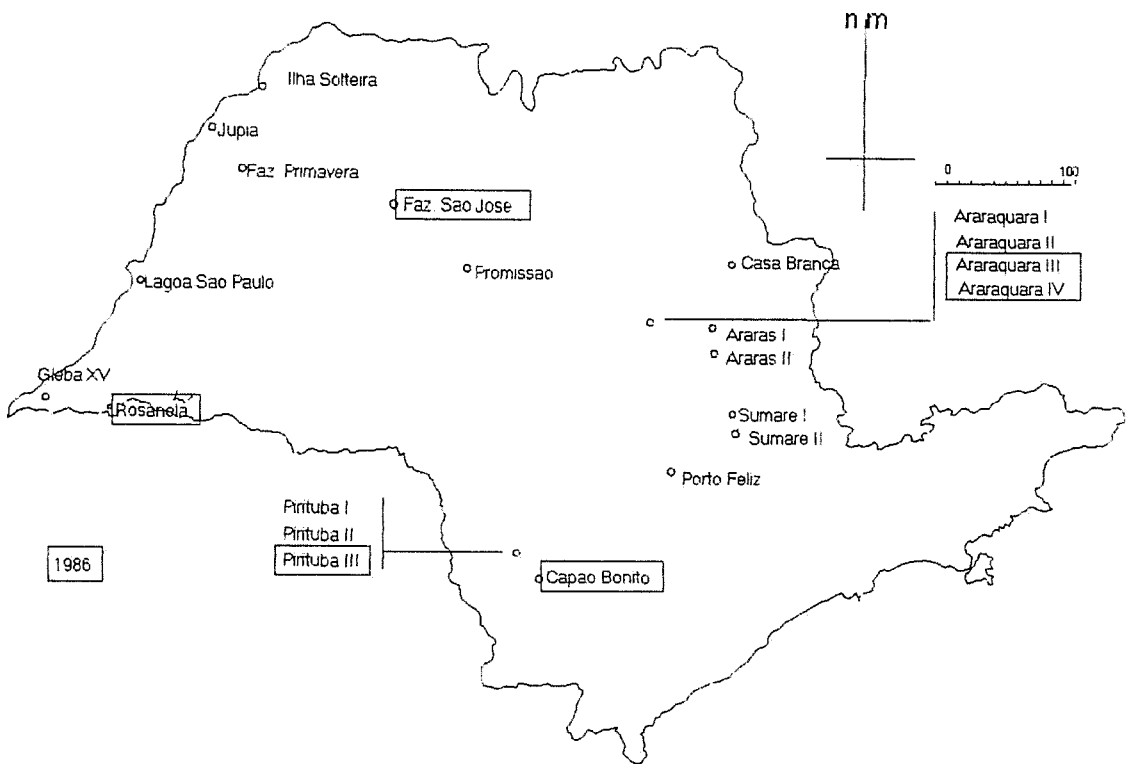 n m
Ilha Solteira
Jupia
Faz Primavera
0 100
Faz. Sao Jose
Araraquara I
Araraquara II
Araraquara III
Araraquara IV
Casa Branca
Promissao
Lagoa Sao Paulo
Araras I
Araras II
Gleba XV
Rosanela
Sumare I
Sumare II
Porto Feliz
Pirituba I
Pirituba II
Pirituba III
1986
Capao Bonito